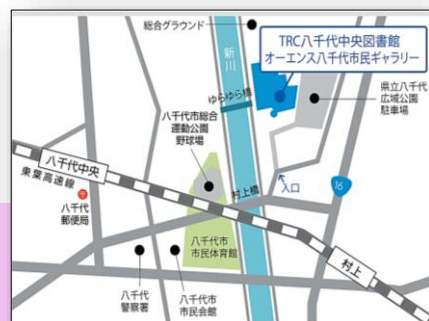 総合グラウンド
TRC八千代中央図書館
オーエンス八千代市民ギャラリー
新川
ゆらゆら橋
県立八千代
広域公園
駐車場
八千代市総合
運動公園
野球場
八千代中央
東葉高速線
八千代
郵便局
村上橋
入口
16
八千代市
市民体育館
村上
八千代
警察署
八千代市
市民会館